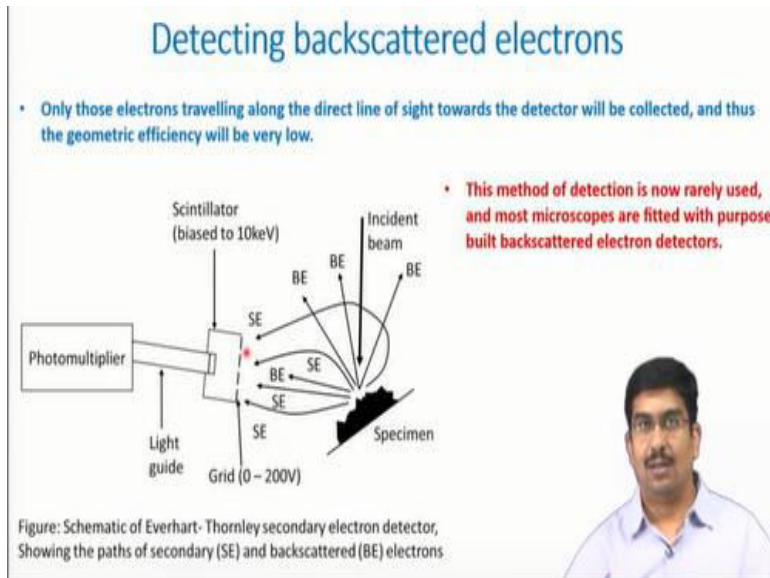 Detecting backscattered electrons
• Only those electrons travelling along the direct line of sight towards the detector will be collected, and thus
the geometric efficiency will be very low.
• This method of detection is now rarely used,
and most microscopes are fitted with purpose
built backscattered electron detectors.
Scintillator
(biased to 10keV)
Incident
beam
BE
BE
BE
SE
Photomultiplier
SE
BE
SE
SE
Light
guide
Specimen
Grid (0 – 200V)
Figure: Schematic of Everhart- Thornley secondary electron detector,
Showing the paths of secondary (SE) and backscattered (BE) electrons